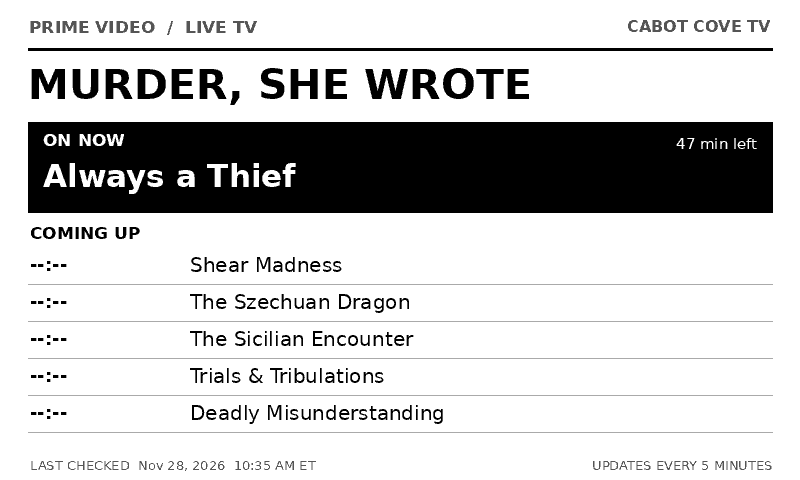 PRIME VIDEO / LIVE TV
CABOT COVE TV
MURDER, SHE WROTE
ON NOW
47 min left
Always a Thief
COMING UP
--:-- Shear Madness
--:-- The Szechuan Dragon
--:-- The Sicilian Encounter
--:-- Trials & Tribulations
--:-- Deadly Misunderstanding
LAST CHECKED Nov 28, 2026 10:35 AM ET
UPDATES EVERY 5 MINUTES